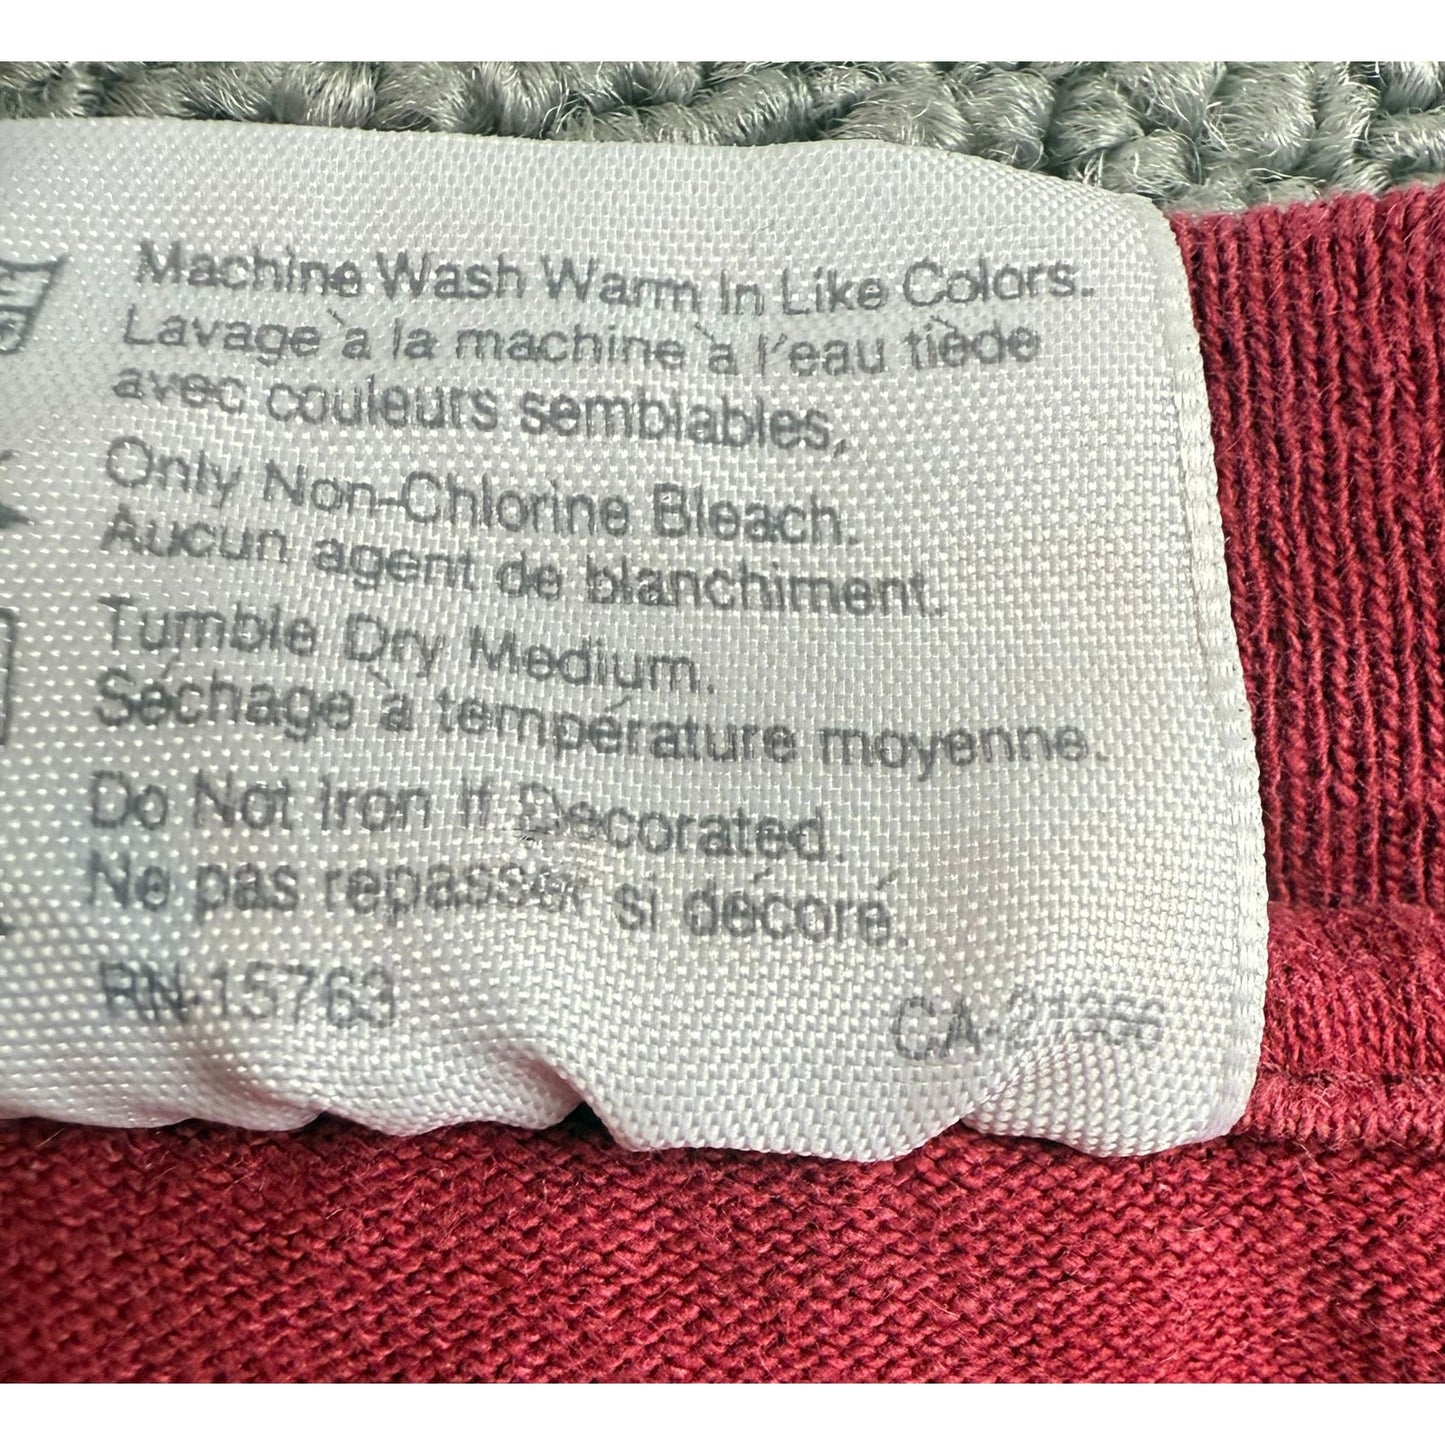 Machine Wash Warm In Like Colors.
Lavage à la machine à l'eau tiède
avec couleurs semblables,
Only Non-Chlorine Bleach.
Aucun agent de blanchiment.
Tumble Dry Medium.
Séchage à température moyenne.
Do Not Iron If Decorated.
Ne pas repasser si décoré.
RN-15763